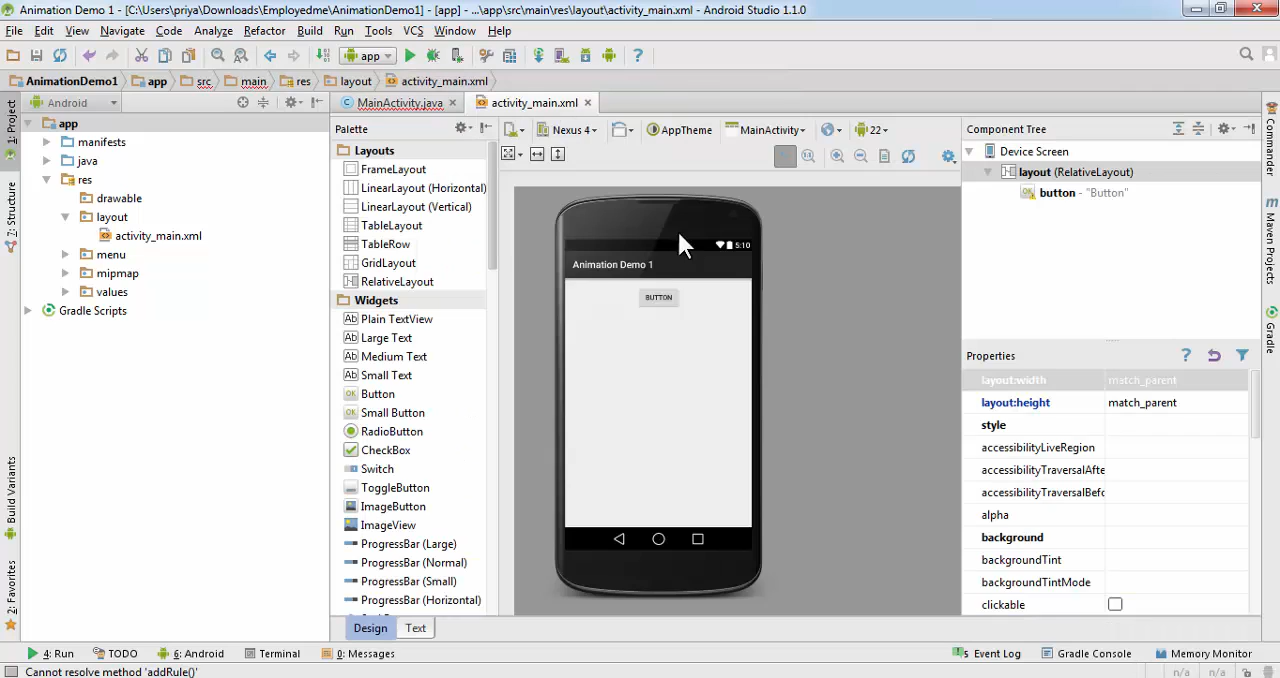 Animation Demo 1 - [C:\Users\priya\Downloads\Employedme\AnimationDemo1] - [app] - ...\app\src\main\res\layout\activity_main.xml - Android Studio 1.1.0
File Edit View Navigate Code Analyze Refactor Build Run Tools VCS Window Help
app
AnimationDemo1 app src main res layout activity_main.xml
Android
MainActivity.java activity_main.xml
1: Project
7: Structure
Build Variants
2: Favorites
app
manifests
java
res
drawable
layout
activity_main.xml
menu
mipmap
values
Gradle Scripts
Palette
Layouts
FrameLayout
LinearLayout (Horizontal)
LinearLayout (Vertical)
TableLayout
TableRow
GridLayout
RelativeLayout
Widgets
Plain TextView
Large Text
Medium Text
Small Text
Button
Small Button
RadioButton
CheckBox
Switch
ToggleButton
ImageButton
ImageView
ProgressBar (Large)
ProgressBar (Normal)
ProgressBar (Small)
ProgressBar (Horizontal)
Design Text
Nexus 4 AppTheme MainActivity 22
5:10
Animation Demo 1
BUTTON
Component Tree
Device Screen
layout (RelativeLayout)
button - "Button"
Properties
layout:width match_parent
layout:height match_parent
style
accessibilityLiveRegion
accessibilityTraversalAfte
accessibilityTraversalBefo
alpha
background
backgroundTint
backgroundTintMode
clickable
Commander
Maven Projects
Gradle
4: Run TODO 6: Android Terminal 0: Messages 5 Event Log Gradle Console Memory Monitor
Cannot resolve method 'addRule()' n/a n/a